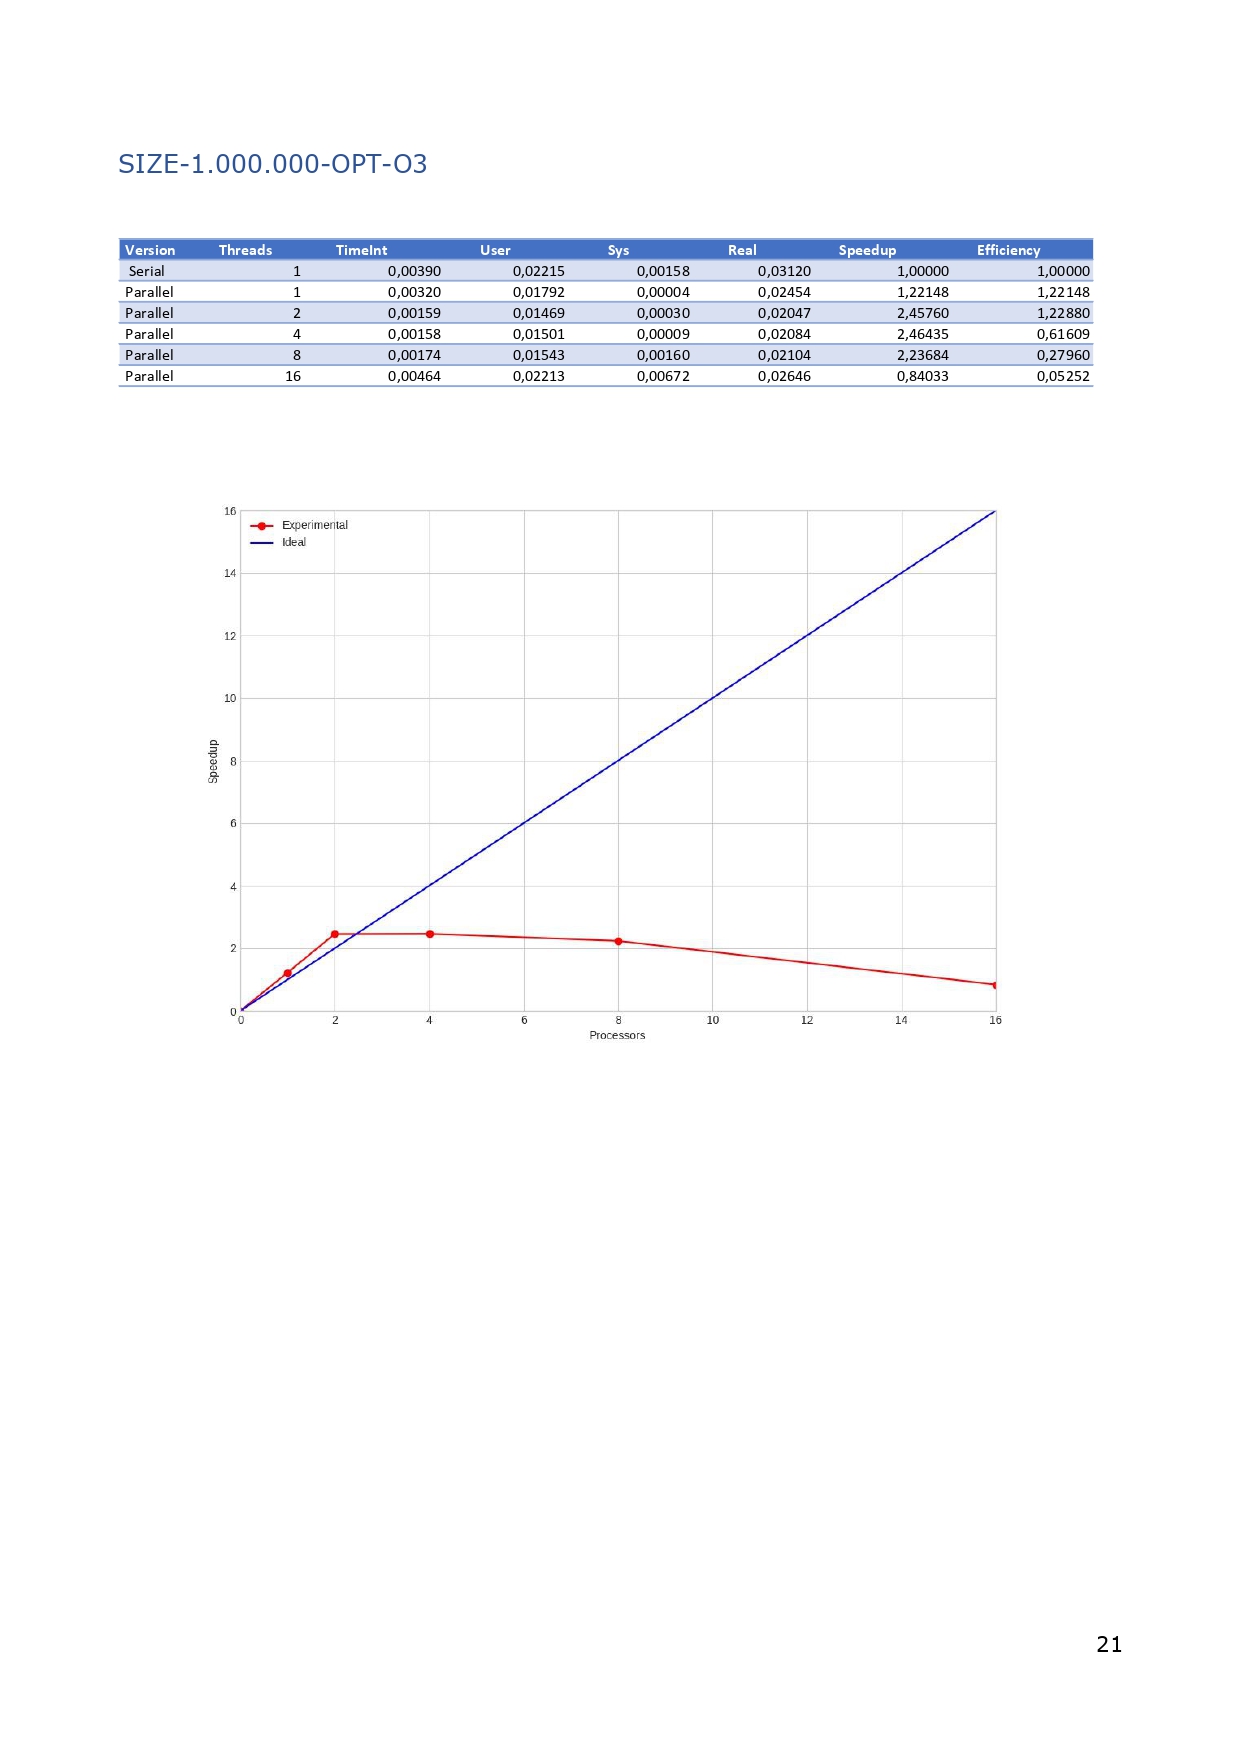 SIZE-1.000.000-OPT-O3
Version Threads TimeInt User Sys Real Speedup Efficiency
Serial 1 0,00390 0,02215 0,00158 0,03120 1,00000 1,00000
Parallel 1 0,00320 0,01792 0,00004 0,02454 1,22148 1,22148
Parallel 2 0,00159 0,01469 0,00030 0,02047 2,45760 1,22880
Parallel 4 0,00158 0,01501 0,00009 0,02084 2,46435 0,61609
Parallel 8 0,00174 0,01543 0,00160 0,02104 2,23684 0,27960
Parallel 16 0,00464 0,02213 0,00672 0,02646 0,84033 0,05252
Experimental
Ideal
16
14
12
10
8
6
4
2
0
Speedup
0 2 4 6 8 10 12 14 16
Processors
21